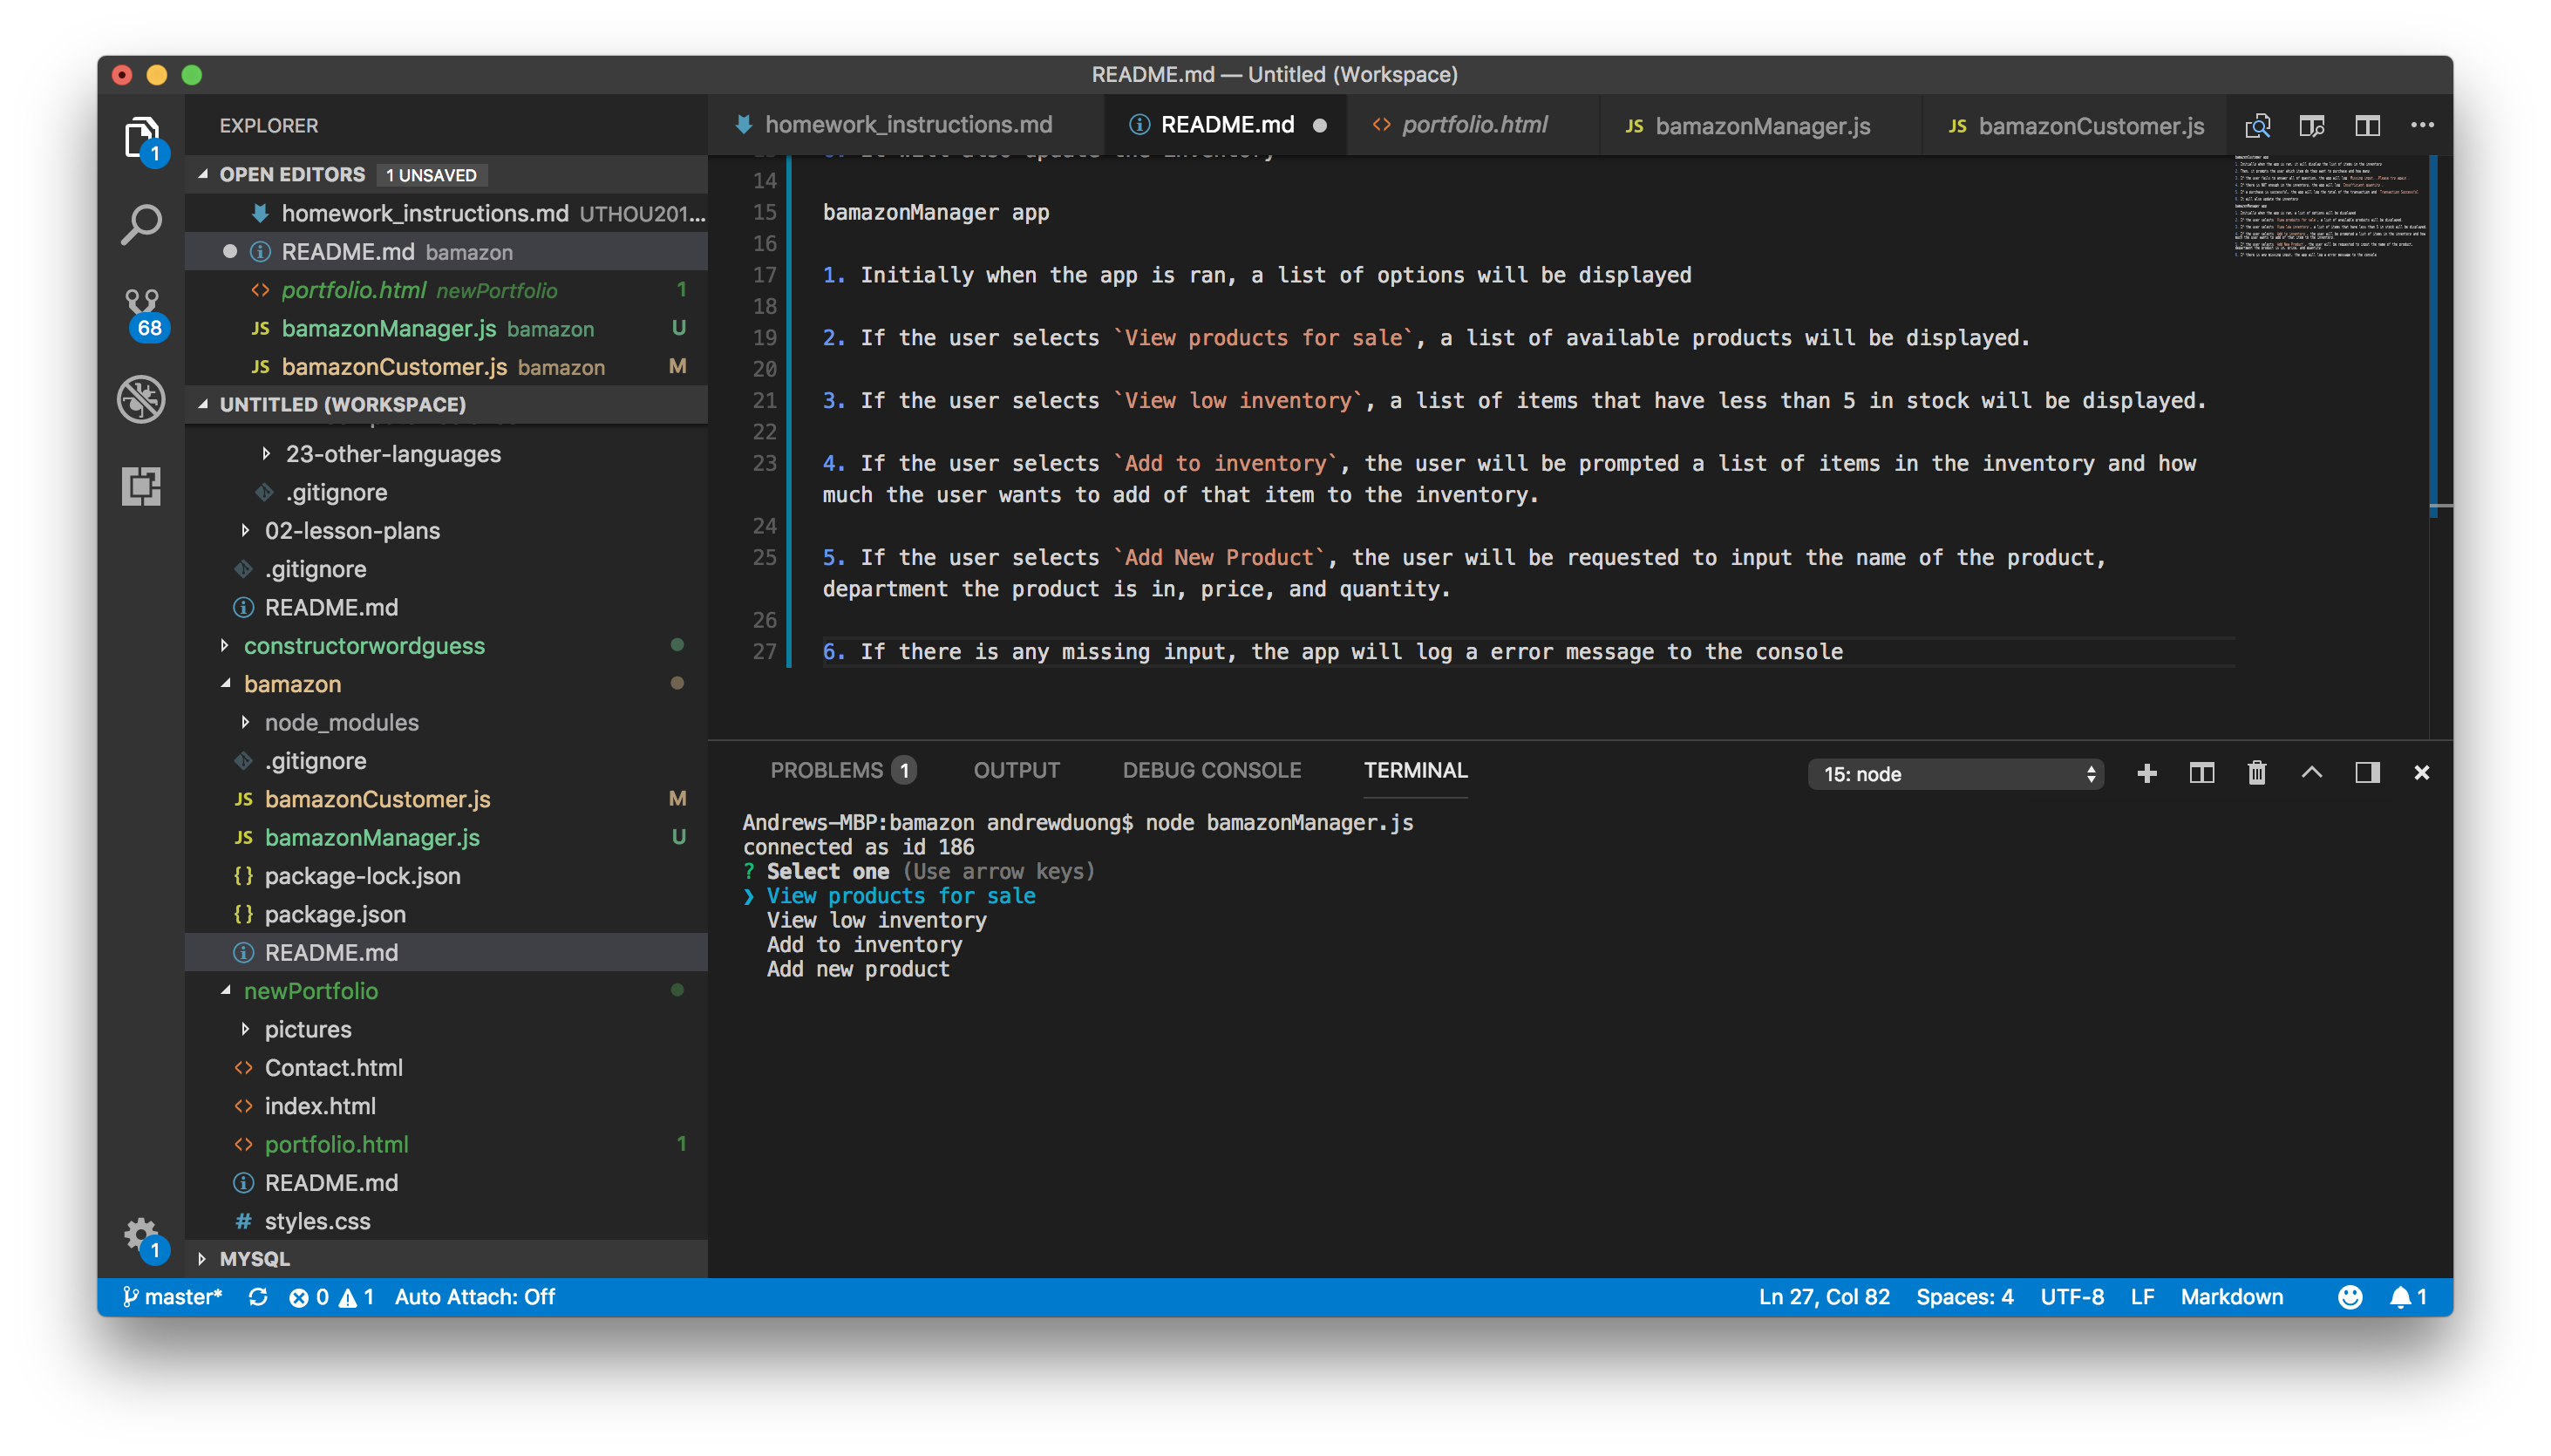 README.md — Untitled (Workspace)
EXPLORER
OPEN EDITORS 1 UNSAVED
homework_instructions.md UTHOU201...
README.md bamazon
portfolio.html newPortfolio 1
JS bamazonManager.js bamazon U
JS bamazonCustomer.js bamazon M
UNTITLED (WORKSPACE)
23-other-languages
.gitignore
02-lesson-plans
.gitignore
README.md
constructorwordguess
bamazon
node_modules
.gitignore
JS bamazonCustomer.js M
JS bamazonManager.js U
{} package-lock.json
{} package.json
README.md
newPortfolio
pictures
<> Contact.html
<> index.html
<> portfolio.html 1
README.md
# styles.css
MYSQL
1
68
1
homework_instructions.md README.md portfolio.html JS bamazonManager.js JS bamazonCustomer.js
14
15 bamazonManager app
16
17 1. Initially when the app is ran, a list of options will be displayed
18
19 2. If the user selects `View products for sale`, a list of available products will be displayed.
20
21 3. If the user selects `View low inventory`, a list of items that have less than 5 in stock will be displayed.
22
23 4. If the user selects `Add to inventory`, the user will be prompted a list of items in the inventory and how
much the user wants to add of that item to the inventory.
24
25 5. If the user selects `Add New Product`, the user will be requested to input the name of the product,
department the product is in, price, and quantity.
26
27 6. If there is any missing input, the app will log a error message to the console
PROBLEMS 1 OUTPUT DEBUG CONSOLE TERMINAL 15: node
Andrews-MBP:bamazon andrewduong$ node bamazonManager.js
connected as id 186
? Select one (Use arrow keys)
❯ View products for sale
View low inventory
Add to inventory
Add new product
master* 0 1 Auto Attach: Off Ln 27, Col 82 Spaces: 4 UTF-8 LF Markdown 1